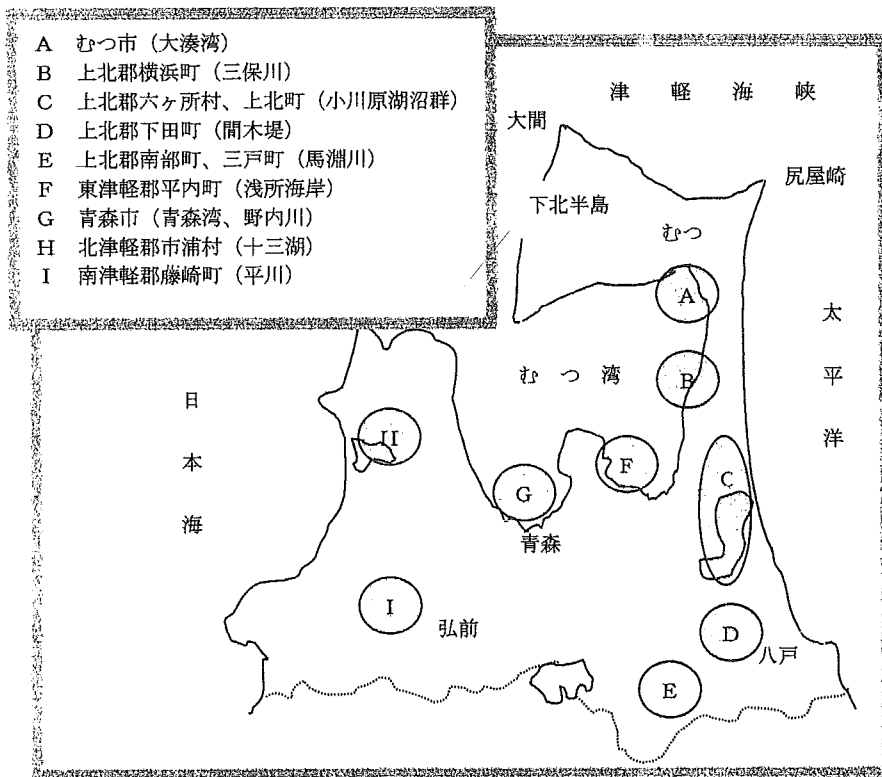 A むつ市（大湊湾）
B 上北郡横浜町（三保川）
C 上北郡六ヶ所村、上北町（小川原湖沼群）
D 上北郡下田町（間木堤）
E 上北郡南部町、三戸町（馬淵川）
F 東津軽郡平内町（浅所海岸）
G 青森市（青森湾、野内川）
H 北津軽郡市浦村（十三湖）
I 南津軽郡藤崎町（平川）
津軽海峡
大間
尻屋崎
下北半島
むつ
A
太平洋
むつ湾
B
日本海
H
F
G
C
青森
I
弘前
D
八戸
E